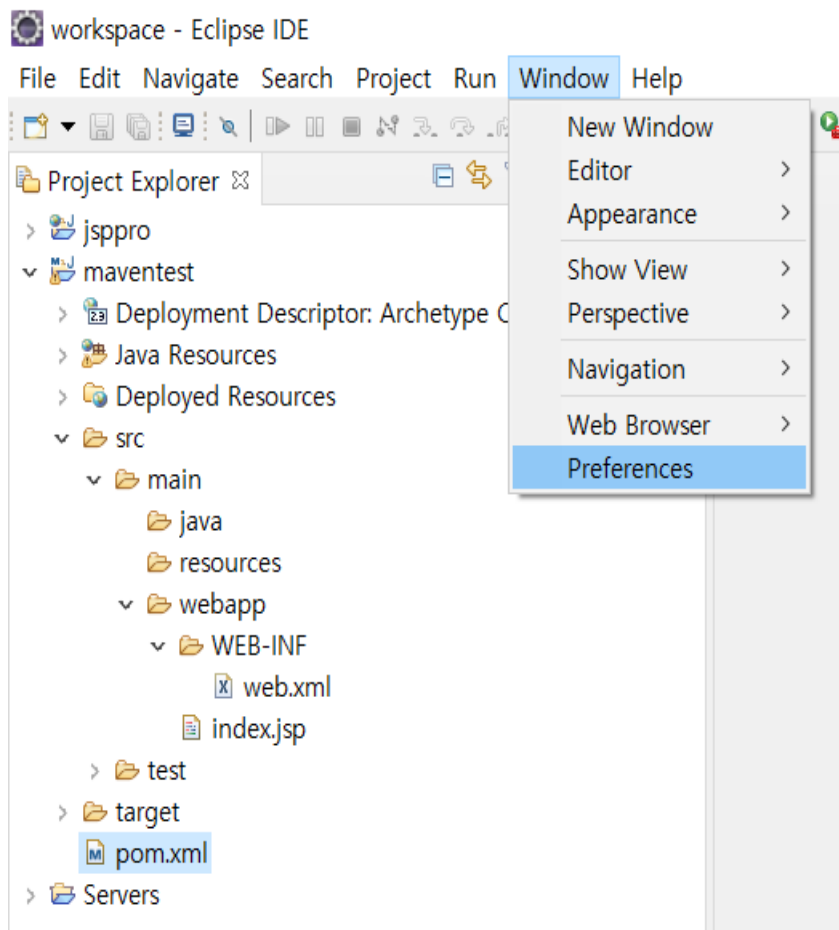 workspace - Eclipse IDE
File Edit Navigate Search Project Run Window Help
New Window
Editor
Appearance
Show View
Perspective
Navigation
Web Browser
Preferences
Project Explorer
jsppro
maventest
Deployment Descriptor: Archetype
Java Resources
Deployed Resources
src
main
java
resources
webapp
WEB-INF
web.xml
index.jsp
test
target
pom.xml
Servers